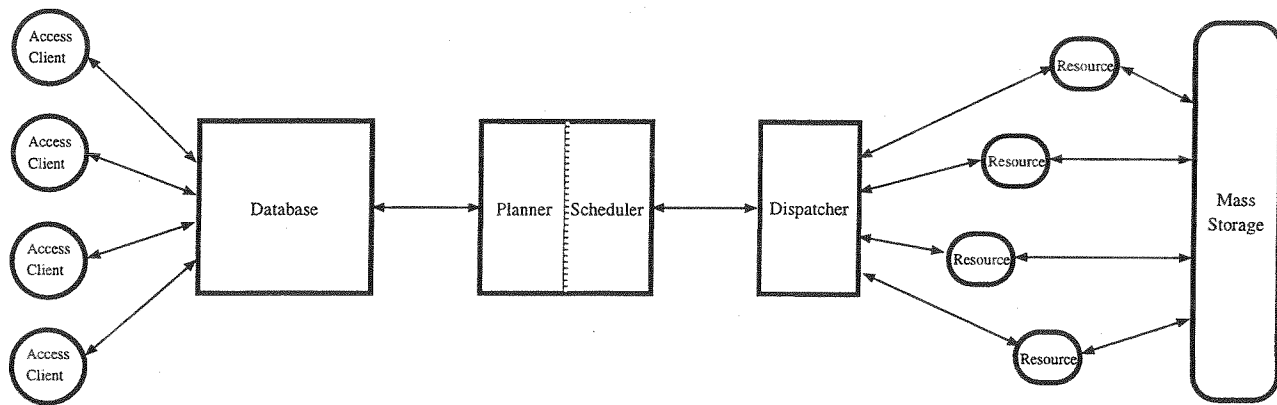 Access
Client
Access
Client
Access
Client
Access
Client
Database
Planner
Scheduler
Dispatcher
Resource
Resource
Resource
Resource
Mass
Storage